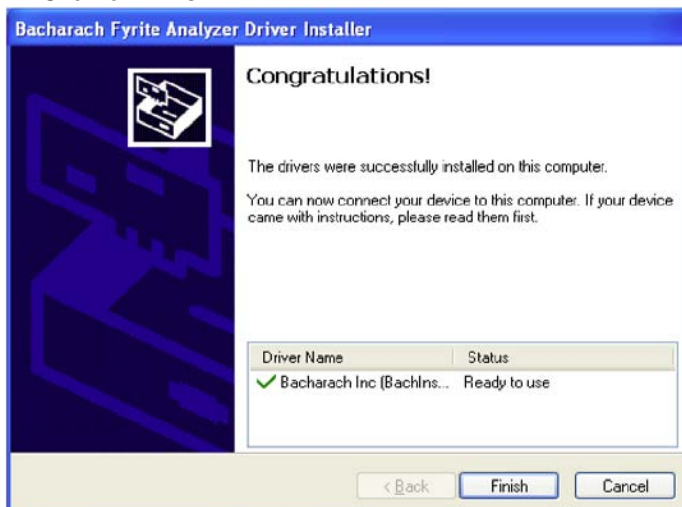 Bacharach Fyrite Analyzer Driver Installer
Congratulations!
The drivers were successfully installed on this computer.
You can now connect your device to this computer. If your device
came with instructions, please read them first.
Driver Name Status
Bacharach Inc (BachIns... Ready to use
< Back Finish Cancel